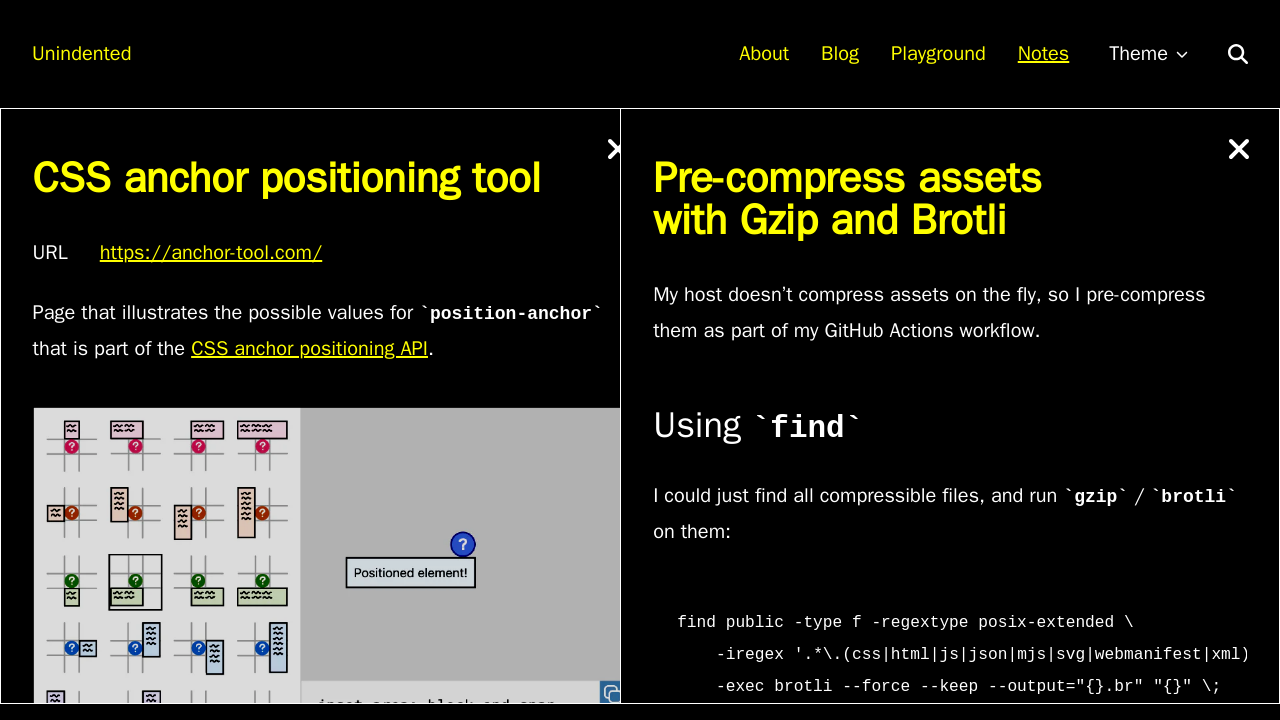 Unindented
About
Blog
Playground
Notes
Theme
CSS anchor positioning tool
URL https://anchor-tool.com/
Page that illustrates the possible values for `position-anchor`
that is part of the CSS anchor positioning API.
Positioned element!
Pre-compress assets
with Gzip and Brotli
My host doesn’t compress assets on the fly, so I pre-compress
them as part of my GitHub Actions workflow.
Using `find`
I could just find all compressible files, and run `gzip` / `brotli`
on them:
find public -type f -regextype posix-extended \
-iregex '.*\.(css|html|js|json|mjs|svg|webmanifest|xml)
-exec brotli --force --keep --output="{}.br" "{}" \;